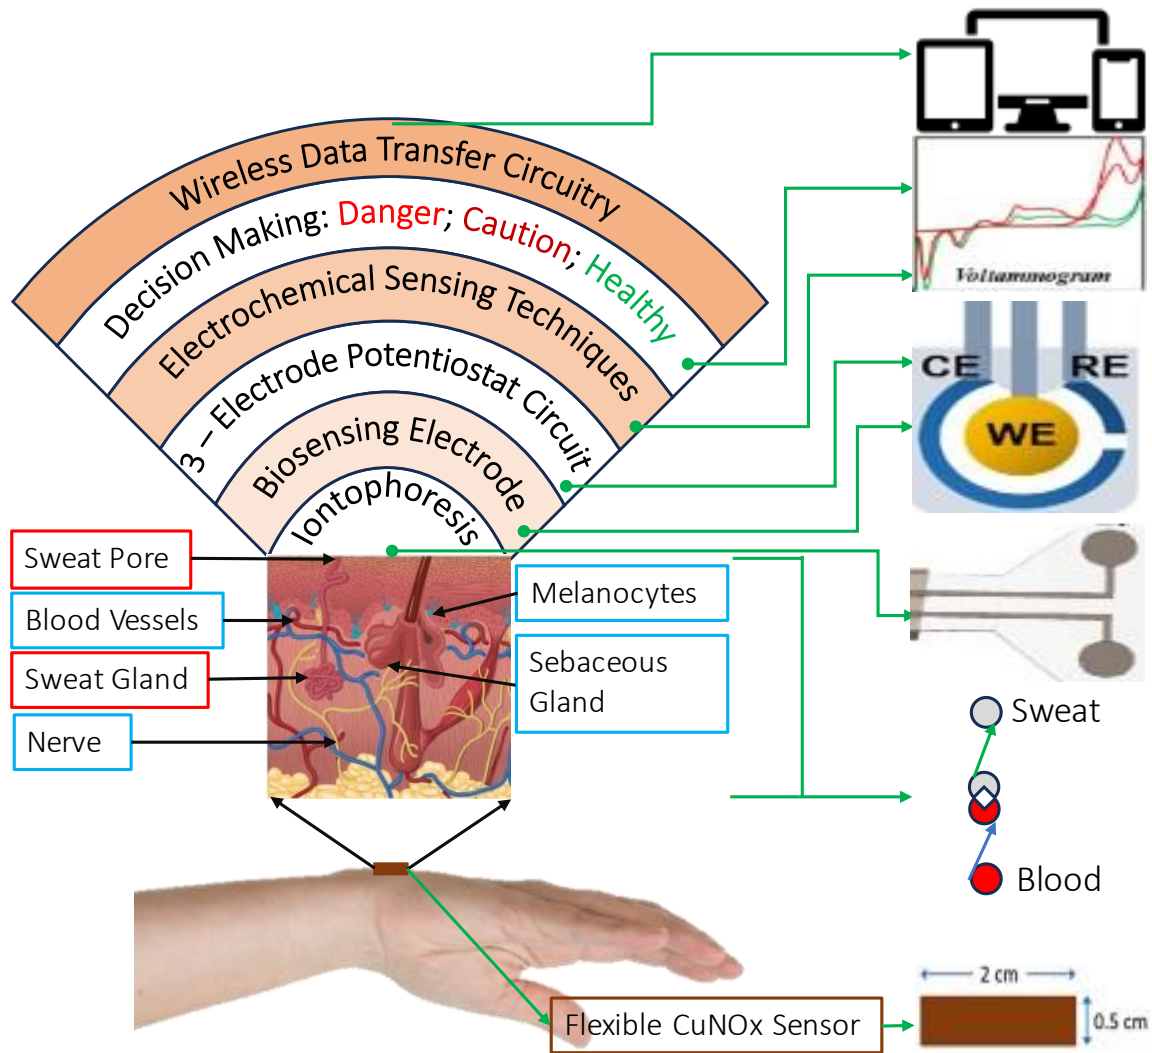 Wireless Data Transfer Circuitry
Decision Making: Danger; Caution; Healthy
Electrochemical Sensing Techniques
3 – Electrode Potentiostat Circuit
Biosensing Electrode
Iontophoresis
Voltammogram
CE
RE
WE
Sweat Pore
Blood Vessels
Sweat Gland
Nerve
Melanocytes
Sebaceous
Gland
Sweat
Blood
Flexible CuNOx Sensor
2 cm
0.5 cm